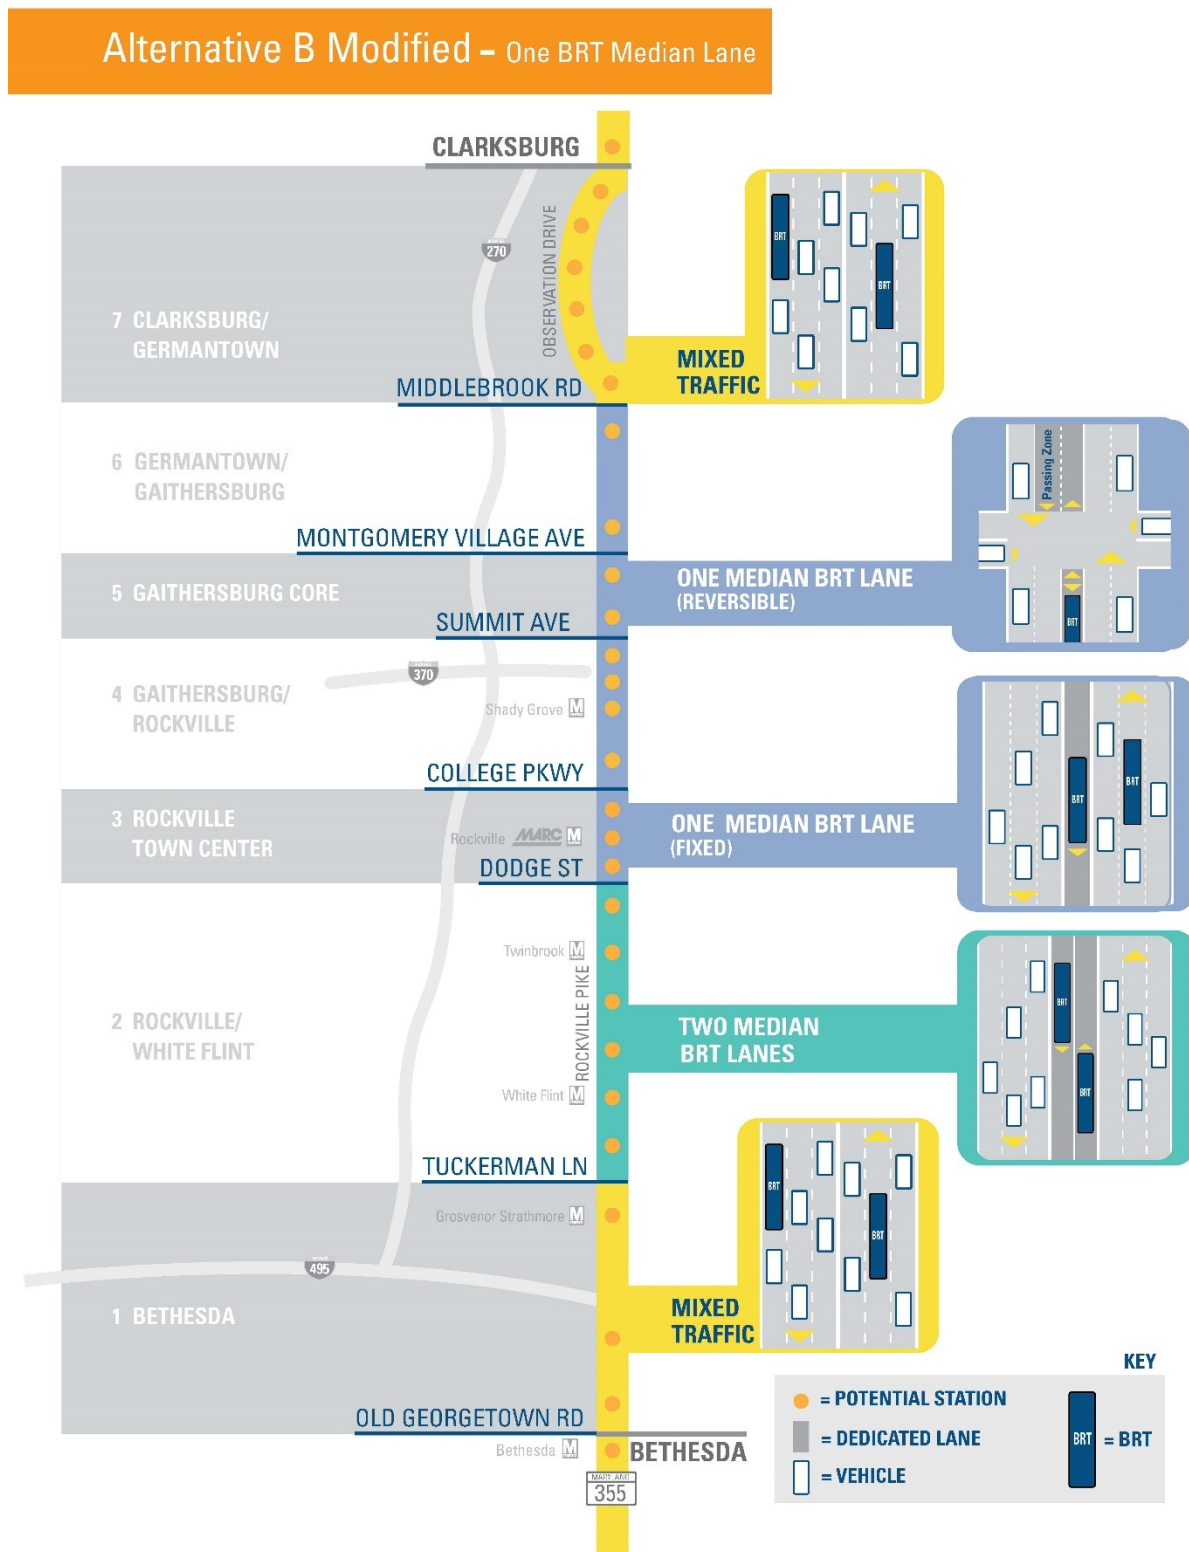 Alternative B Modified – One BRT Median Lane
CLARKSBURG
OBSERVATION DRIVE
270
7 CLARKSBURG/
GERMANTOWN
MIXED
TRAFFIC
BRT
BRT
MIDDLEBROOK RD
6 GERMANTOWN/
GAITHERSBURG
Passing Zone
BRT
MONTGOMERY VILLAGE AVE
5 GAITHERSBURG CORE
ONE MEDIAN BRT LANE
(REVERSIBLE)
SUMMIT AVE
370
4 GAITHERSBURG/
ROCKVILLE
Shady Grove M
COLLEGE PKWY
3 ROCKVILLE
TOWN CENTER
Rockville MARC M
ONE MEDIAN BRT LANE
(FIXED)
BRT
BRT
DODGE ST
Twinbrook M
ROCKVILLE PIKE
2 ROCKVILLE/
WHITE FLINT
TWO MEDIAN
BRT LANES
BRT
BRT
White Flint M
TUCKERMAN LN
Grosvenor Strathmore M
495
1 BETHESDA
MIXED
TRAFFIC
BRT
BRT
OLD GEORGETOWN RD
Bethesda M
BETHESDA
MARYLAND
355
KEY
= POTENTIAL STATION
= DEDICATED LANE
= VEHICLE
BRT = BRT